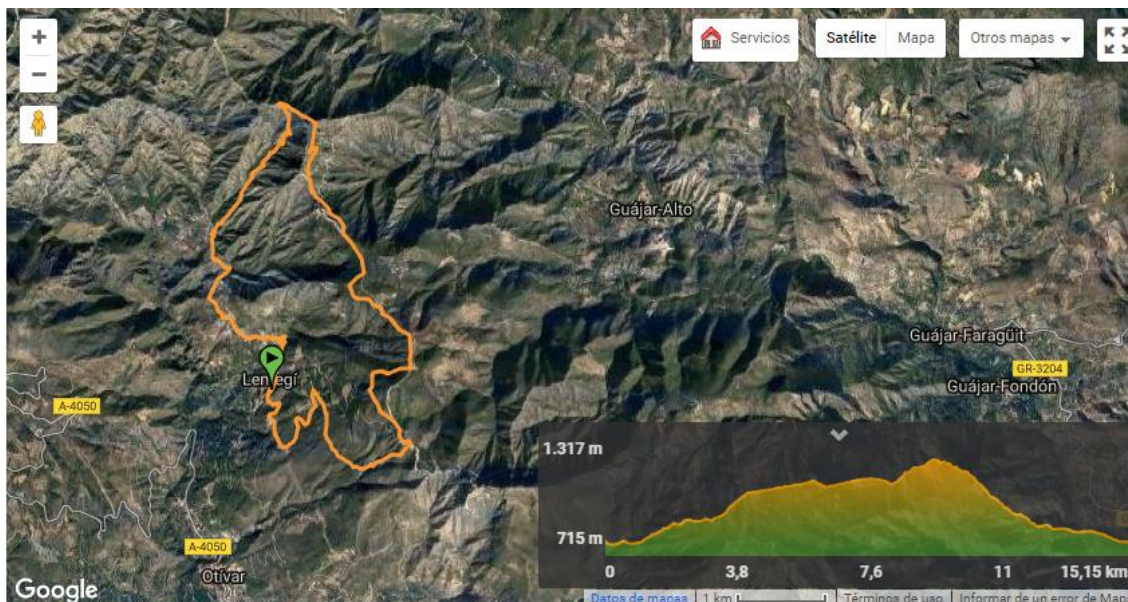 +
−
Servicios
Satélite
Mapa
Otros mapas
Guájar-Alto
Guájar-Faragüit
GR-3204
Guájar-Fondón
A-4050
A-4050
Otívar
1.317 m
715 m
0
3,8
7,6
11
15,15 km
Google
Datos de mapas
1 km
Términos de uso
Informar de un error de Map